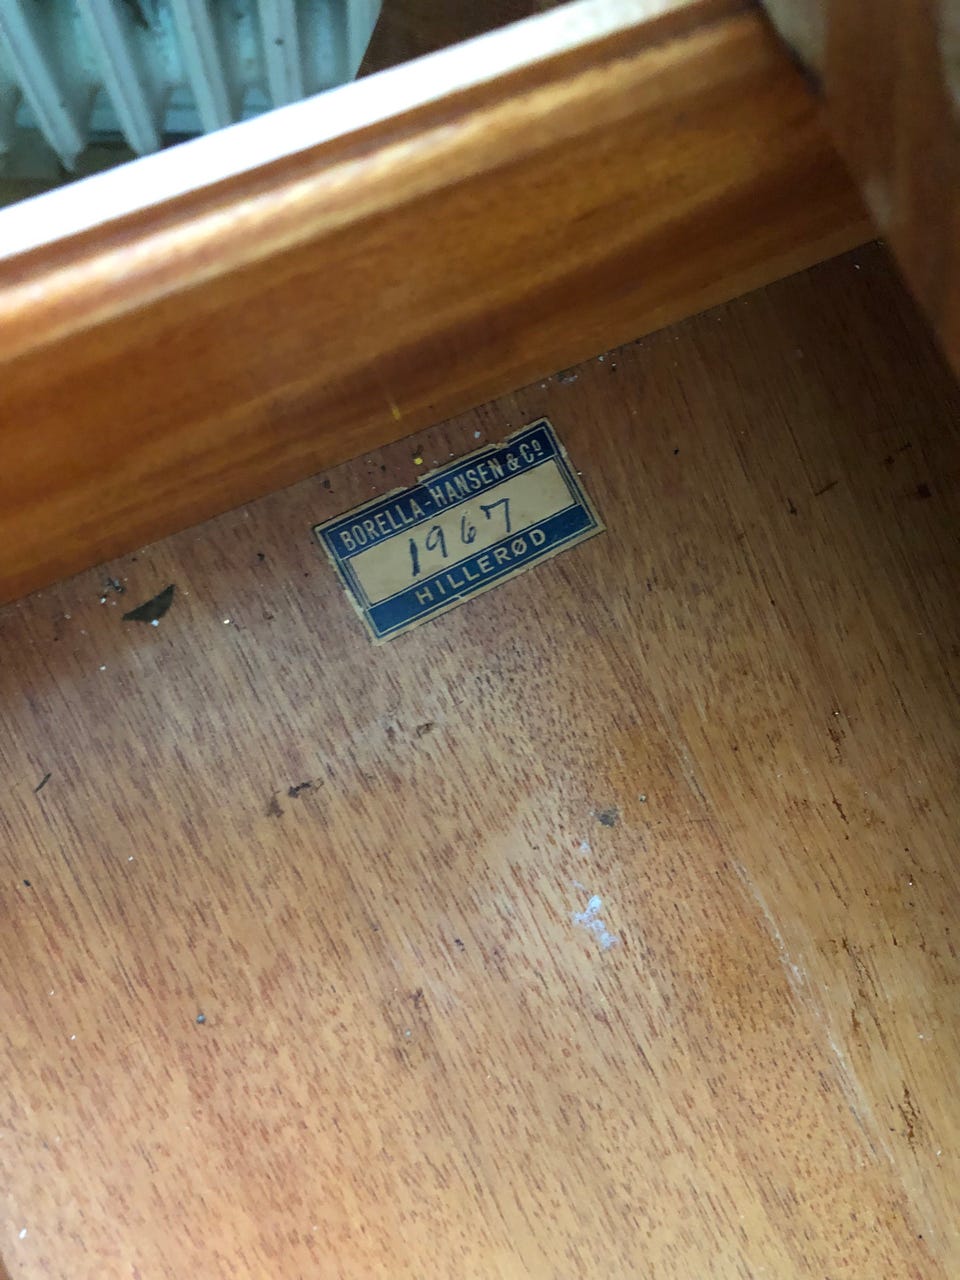 BORELLA-HANSEN & Cº
1967
HILLERØD